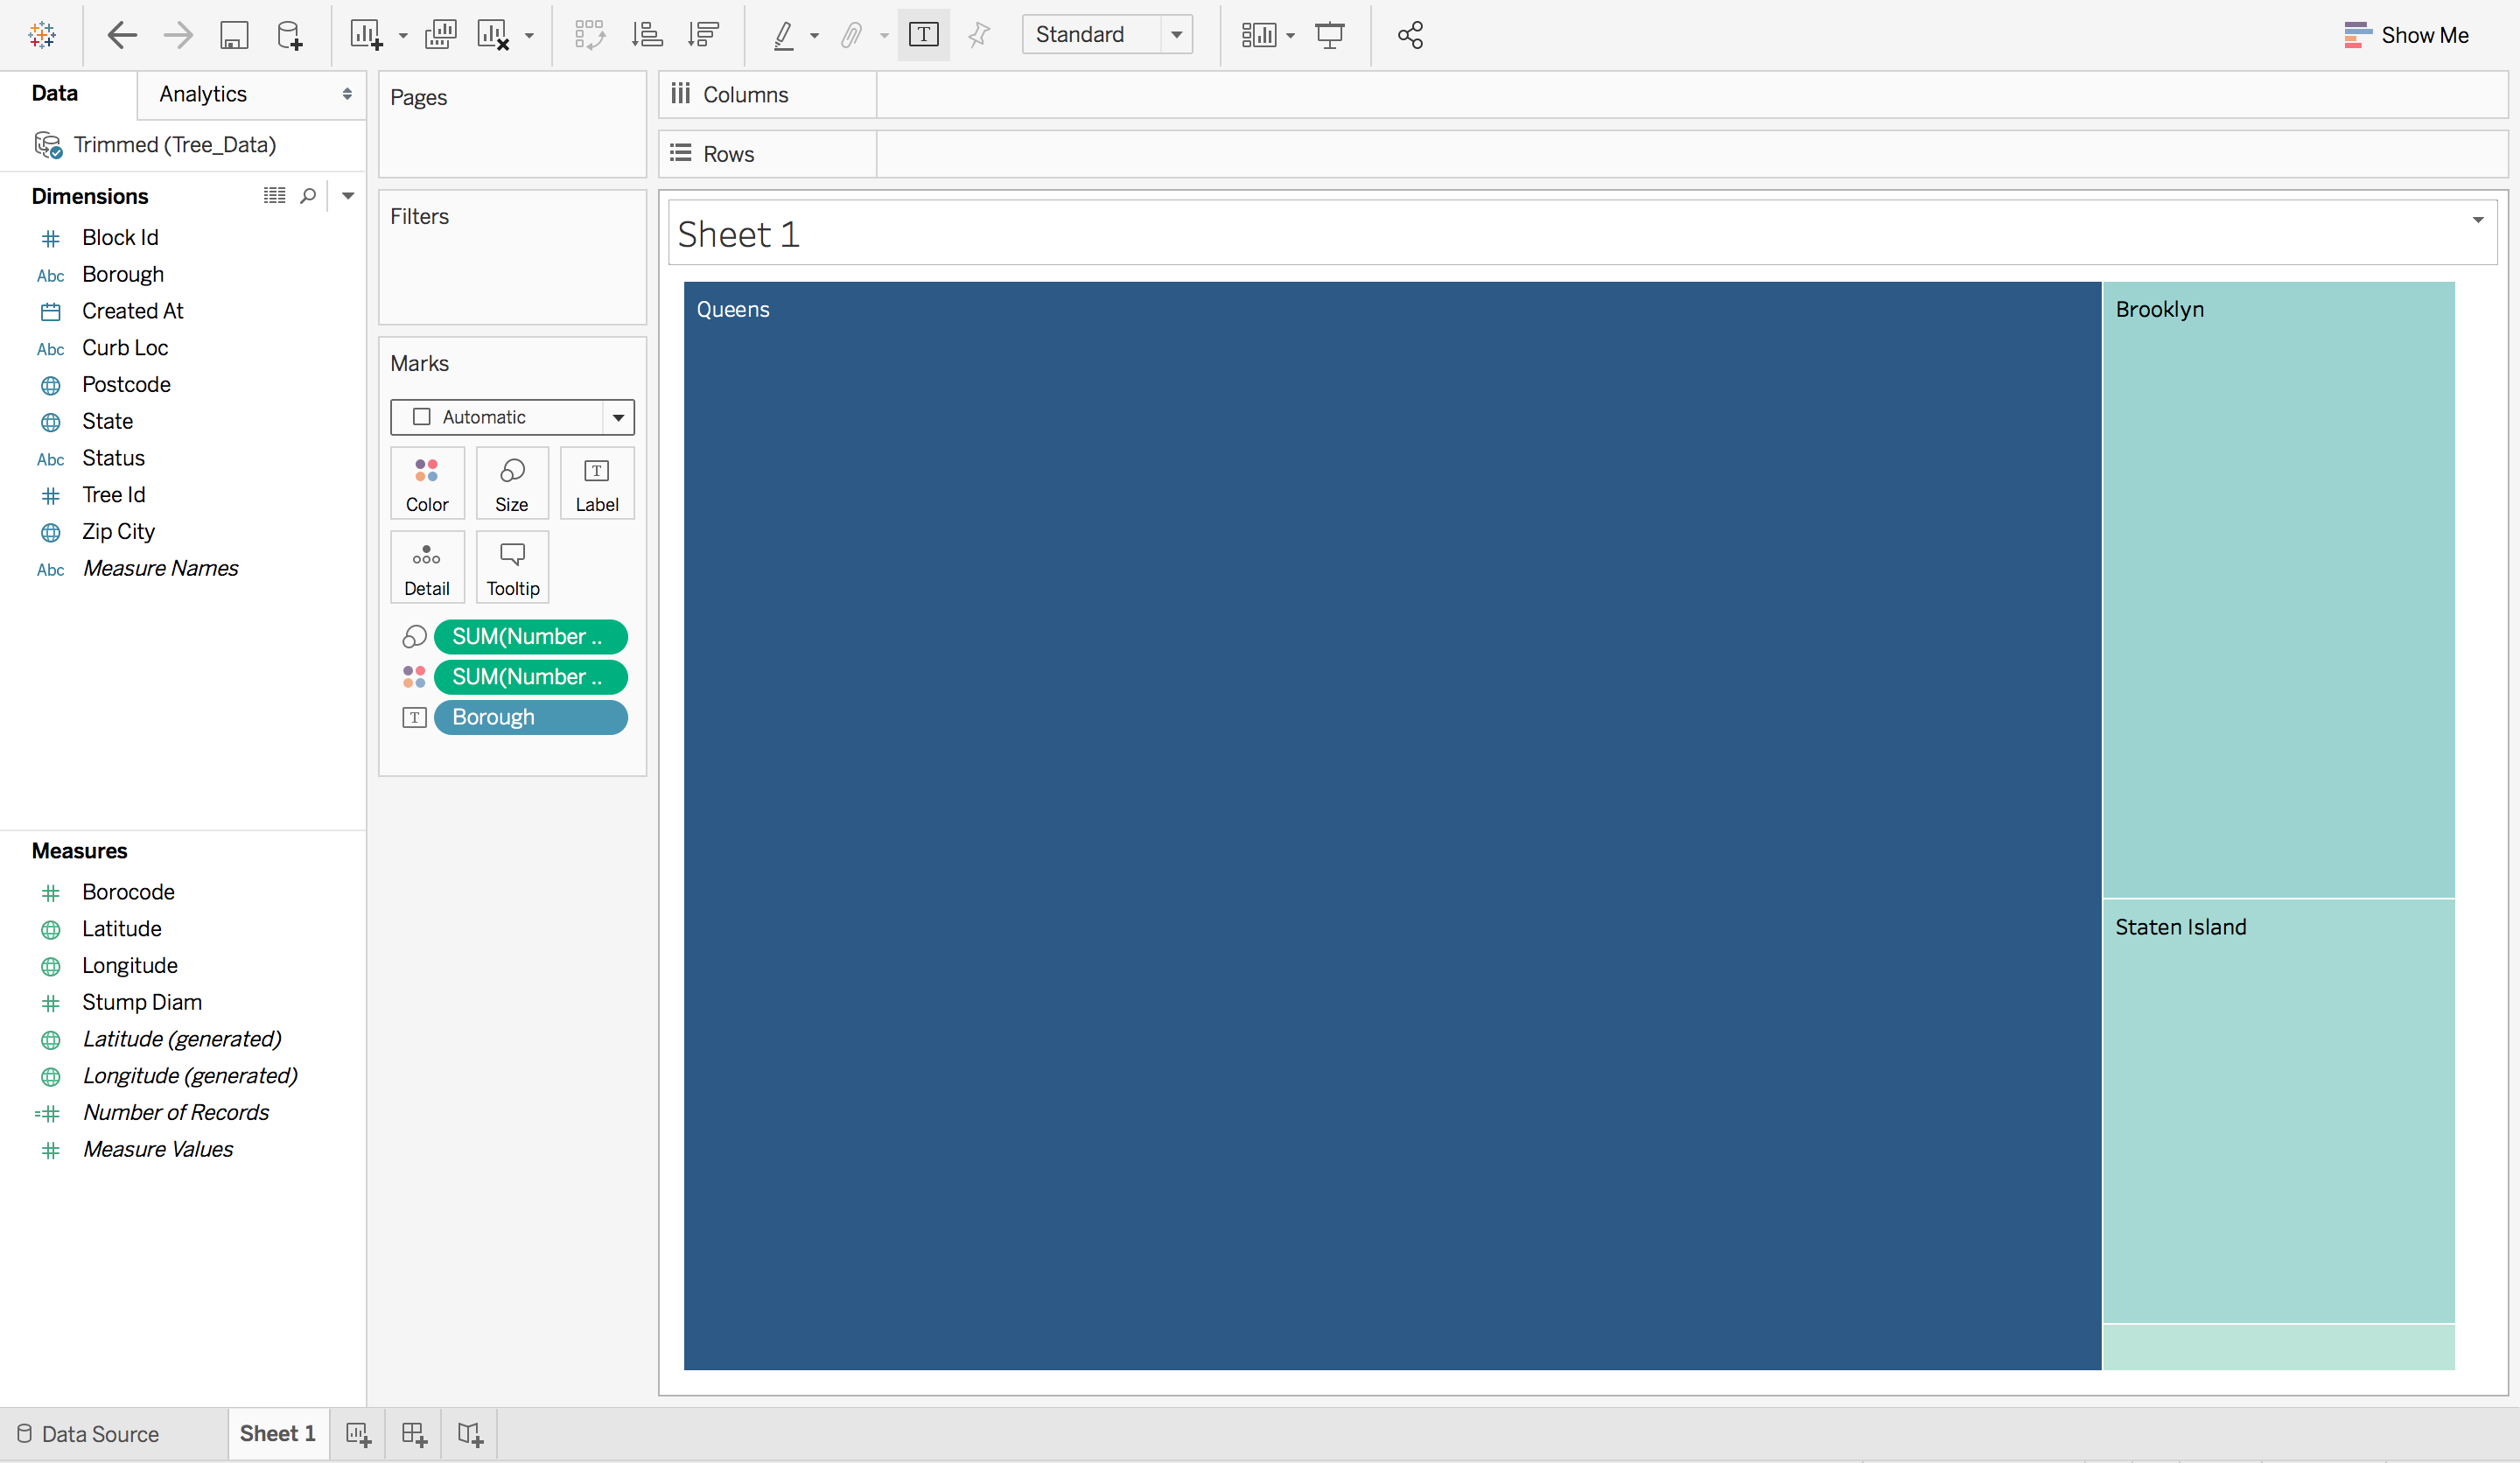 Standard
Show Me
Data
Analytics
Trimmed (Tree_Data)
Dimensions
Block Id
Abc Borough
Created At
Abc Curb Loc
Postcode
State
Abc Status
Tree Id
Zip City
Abc Measure Names
Measures
Borocode
Latitude
Longitude
Stump Diam
Latitude (generated)
Longitude (generated)
Number of Records
Measure Values
Pages
Filters
Marks
Automatic
Color
Size
Label
Detail
Tooltip
SUM(Number ..
SUM(Number ..
Borough
Columns
Rows
Sheet 1
Queens
Brooklyn
Staten Island
Data Source
Sheet 1